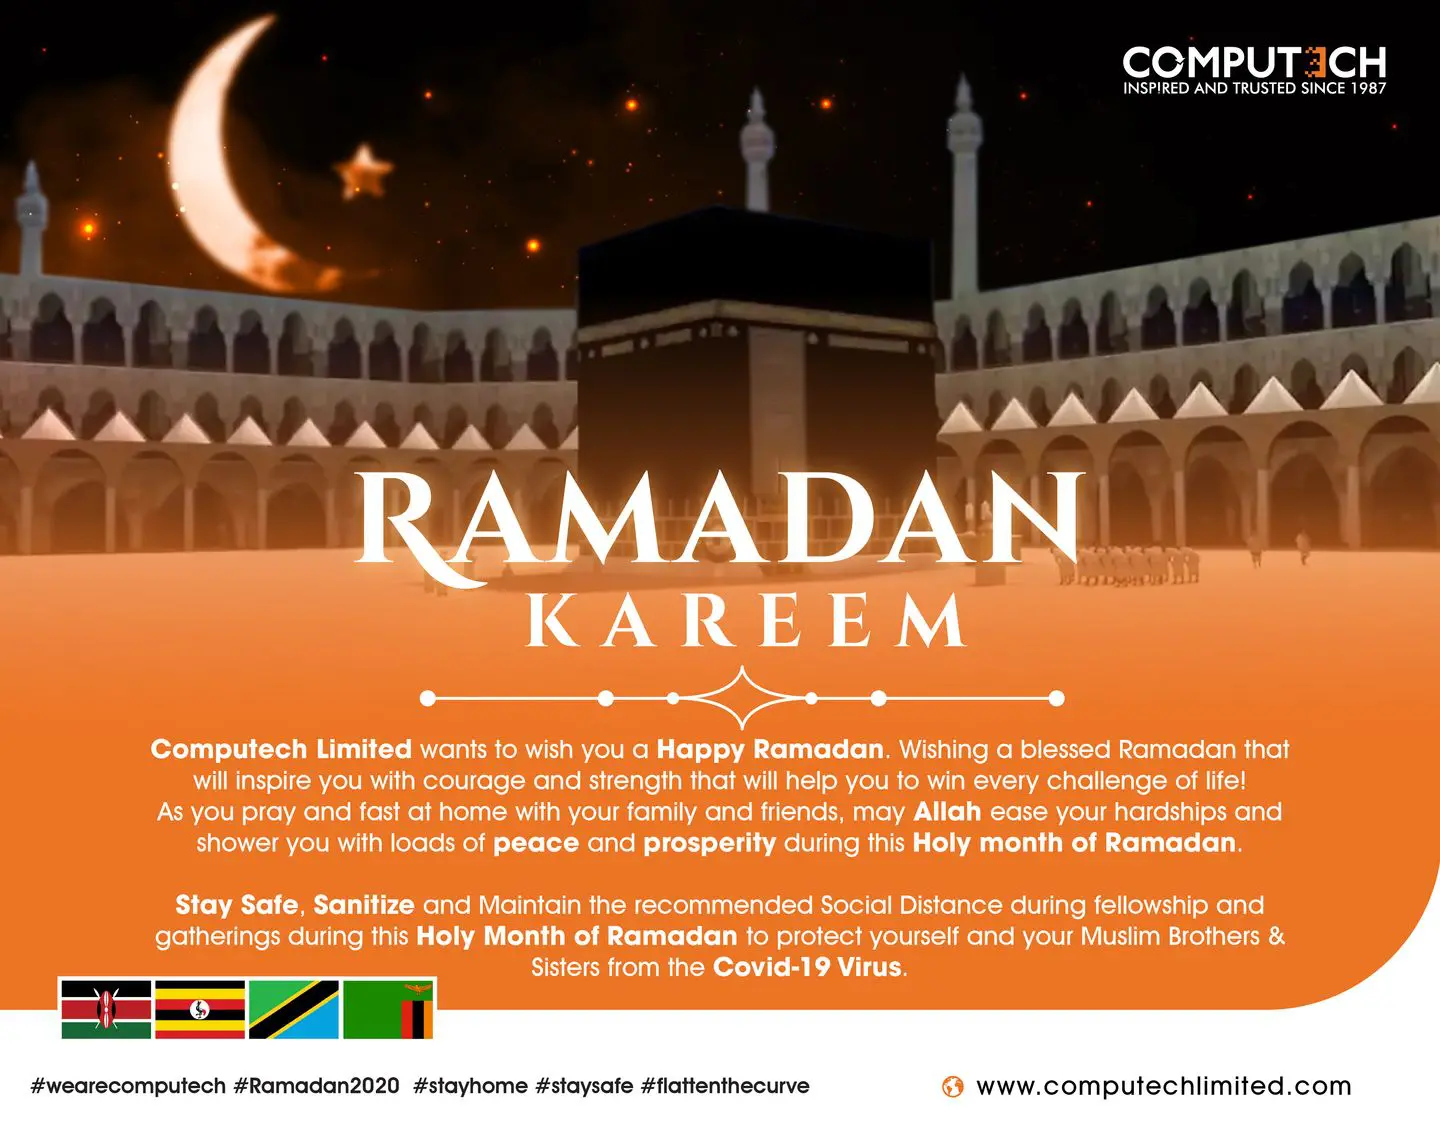 COMPUTECH
INSPIRED AND TRUSTED SINCE 1987
RAMADAN
KAREEM
Computech Limited wants to wish you a Happy Ramadan. Wishing a blessed Ramadan that
will inspire you with courage and strength that will help you to win every challenge of life!
As you pray and fast at home with your family and friends, may Allah ease your hardships and
shower you with loads of peace and prosperity during this Holy month of Ramadan.
Stay Safe, Sanitize and Maintain the recommended Social Distance during fellowship and
gatherings during this Holy Month of Ramadan to protect yourself and your Muslim Brothers &
Sisters from the Covid-19 Virus.
#wearecomputech #Ramadan2020 #stayhome #staysafe #flattenthecurve
www.computechlimited.com